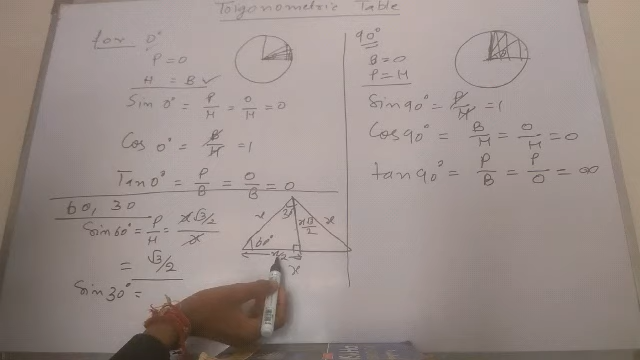 Trigonometric Table
for 0°
P = 0
H = B ✓
Sin 0° = P/H = 0/H = 0
Cos 0° = B/H = 1
Tan 0° = P/B = 0/B = 0
60, 30
Sin 60° = P/H = x√3/2 / x
= √3/2
Sin 30° =
x
30
x√3/2
x
60°
x/2
x
90°
B = 0
P = H
Sin 90° = P/H = 1
Cos 90° = B/H = 0/H = 0
tan 90° = P/B = P/0 = ∞